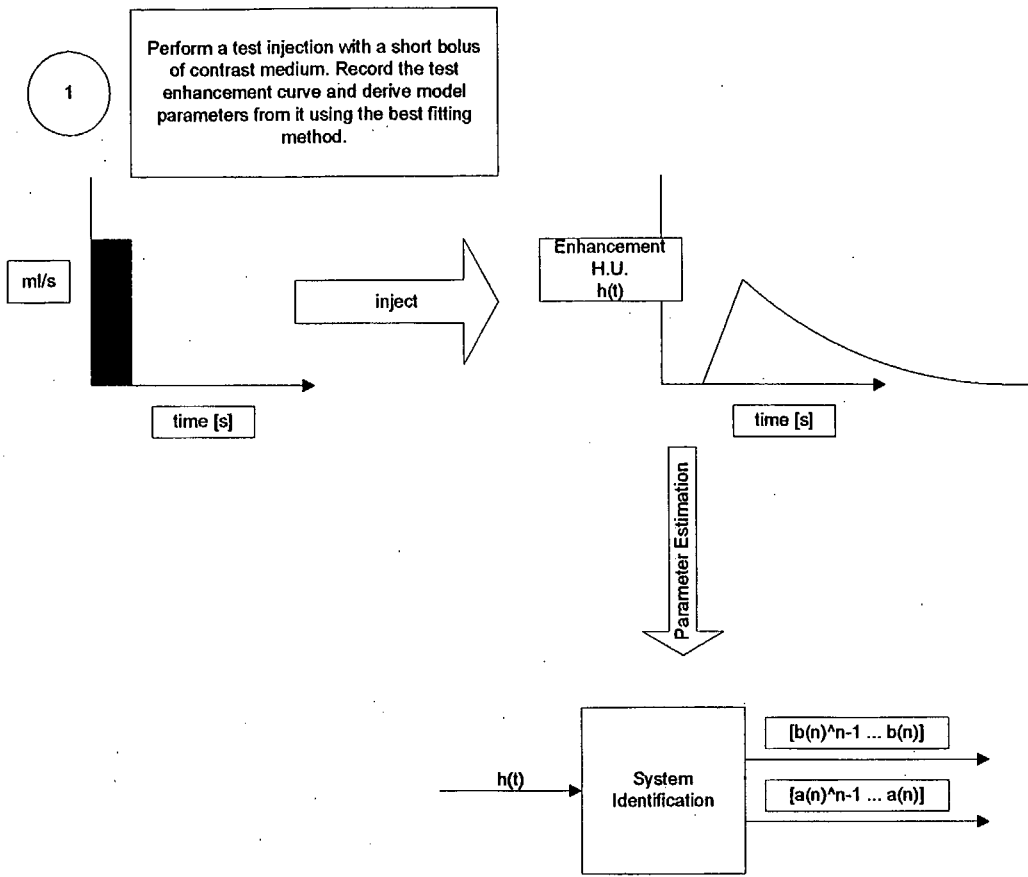 1
Perform a test injection with a short bolus
of contrast medium. Record the test
enhancement curve and derive model
parameters from it using the best fitting
method.
ml/s
time [s]
inject
Enhancement
H.U.
h(t)
time [s]
Parameter Estimation
h(t)
System
Identification
[b(n)^n-1 ... b(n)]
[a(n)^n-1 ... a(n)]